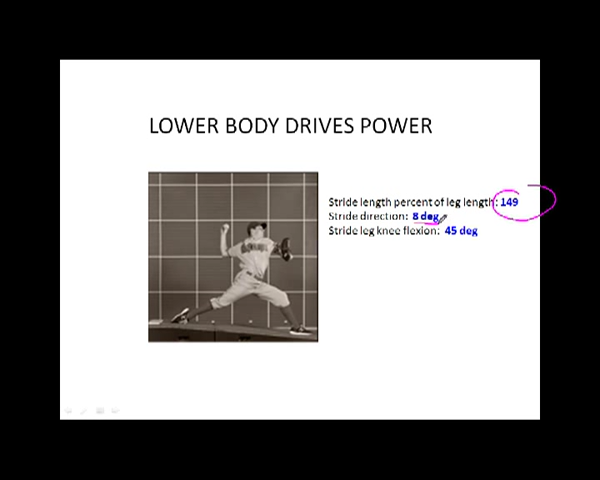 LOWER BODY DRIVES POWER
Stride length percent of leg length: 149
Stride direction: 8 deg
Stride leg knee flexion: 45 deg